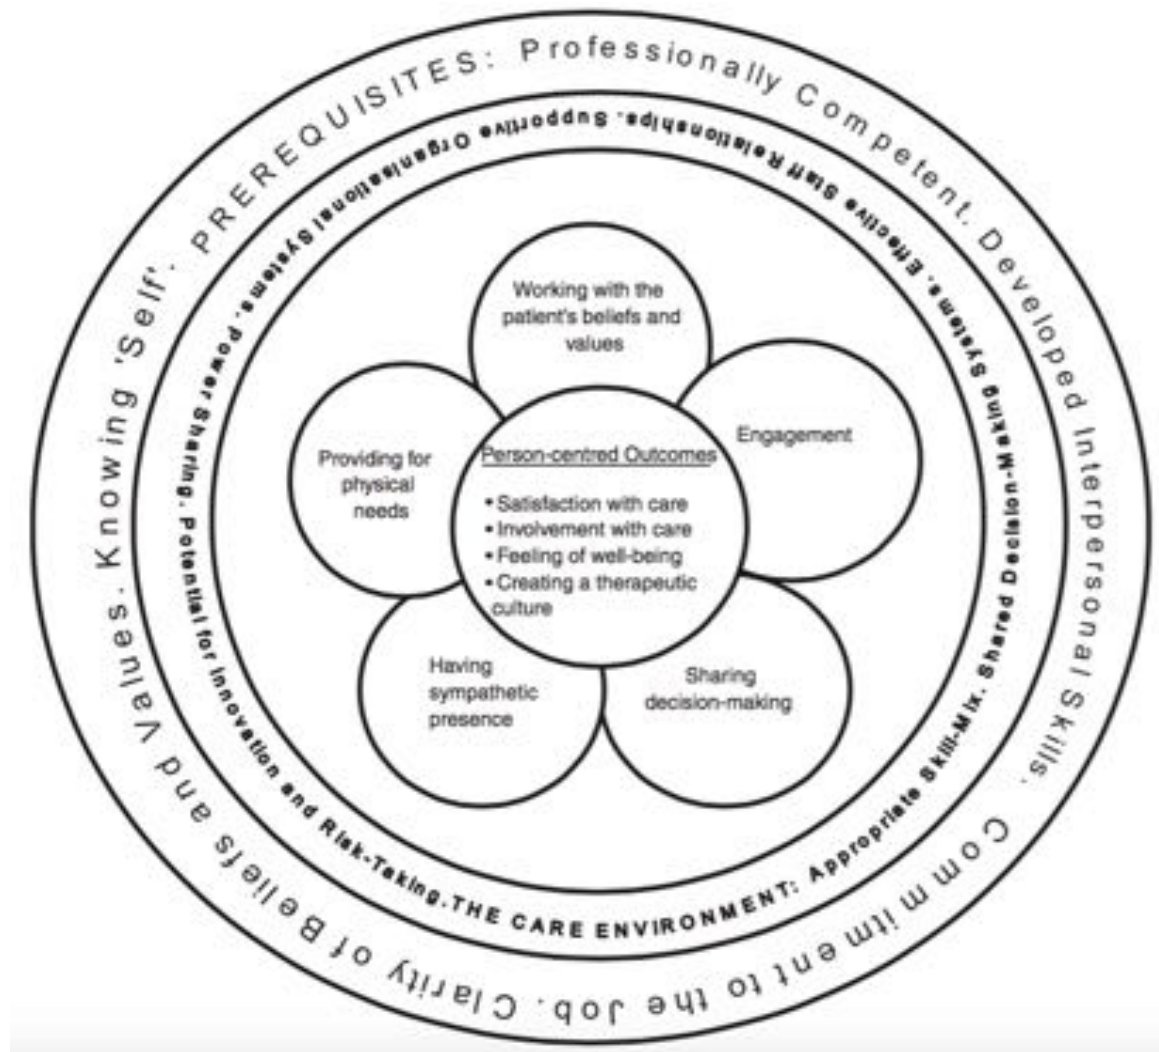 PREREQUISITES: Professionally Competent. Developed Interpersonal Skills. Commitment to the Job. Clarity of Beliefs and Values. Knowing 'Self'.
THE CARE ENVIRONMENT: Appropriate Skill-Mix. Shared Decision-Making Systems. Effective Staff Relationships. Supportive Organisational Systems. Power Sharing. Potential for Innovation and Risk-Taking.
Working with the
patient's beliefs and
values
Engagement
Sharing
decision-making
Having
sympathetic
presence
Providing for
physical
needs
Person-centred Outcomes
• Satisfaction with care
• Involvement with care
• Feeling of well-being
• Creating a therapeutic
culture